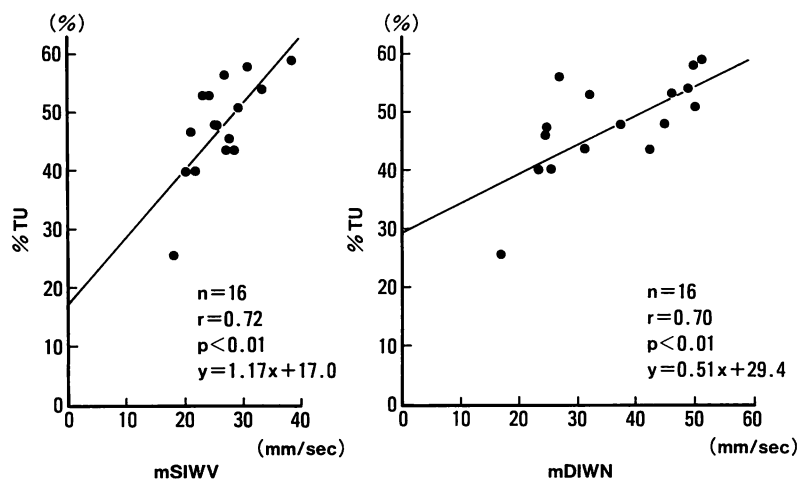 (%)
60
50
40
30
20
10
0
%TU
0 10 20 30 40
(mm/sec)
mSIWV
n=16
r=0.72
p<0.01
y=1.17x+17.0
(%)
60
50
40
30
20
10
0
%TU
0 10 20 30 40 50 60
(mm/sec)
mDIWN
n=16
r=0.70
p<0.01
y=0.51x+29.4